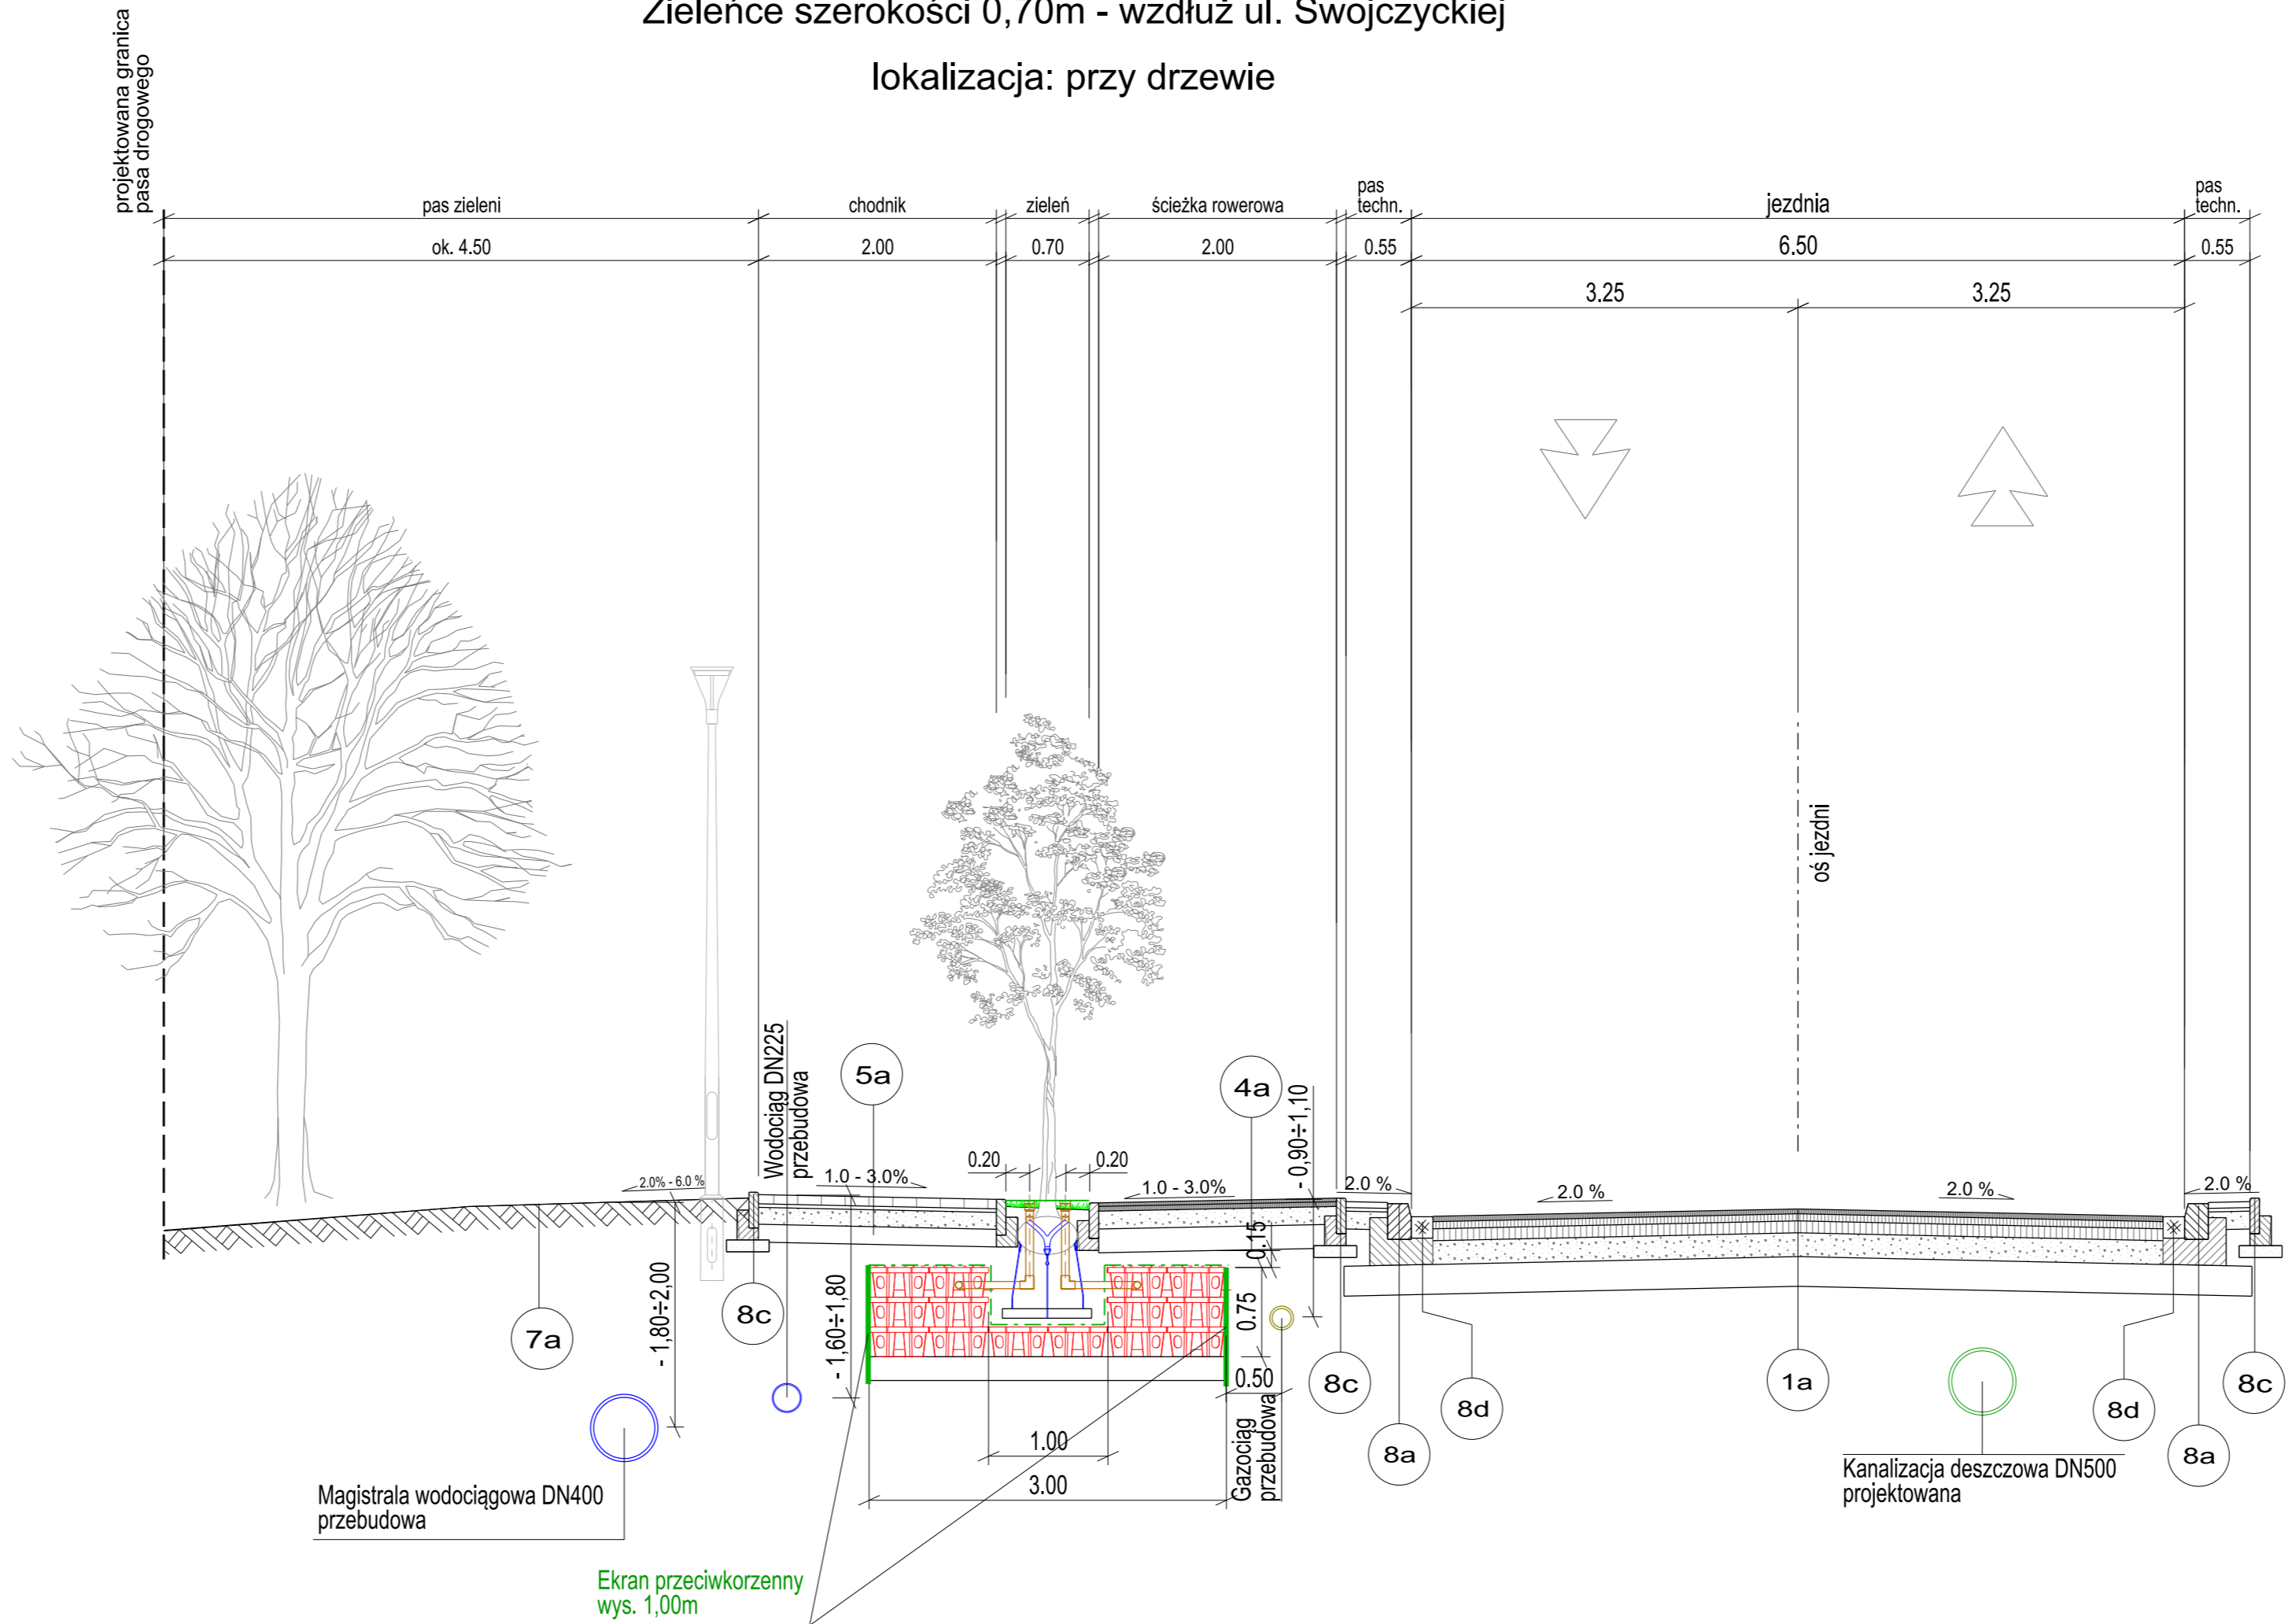 Zieleńce szerokości 0,70m - wzdłuż ul. Swojczyckiej
lokalizacja: przy drzewie
projektowana granica
pasa drogowego
pas zieleni
chodnik
zieleń
ścieżka rowerowa
pas
techn.
jezdnia
pas
techn.
ok. 4.50
2.00
0.70
2.00
0.55
6.50
0.55
3.25
3.25
oś jezdni
Wodociąg DN225
przebudowa
5a
4a
- 0,90÷1,10
0.20
0.20
2.0% - 6.0 %
1.0 - 3.0%
1.0 - 3.0%
2.0 %
2.0 %
2.0 %
2.0 %
0.15
0.75
- 1,80÷2,00
- 1,60÷1,80
7a
8c
0.50
8c
8d
8a
1a
8d
8a
8c
1.00
3.00
Gazociąg
przebudowa
Magistrala wodociągowa DN400
przebudowa
Kanalizacja deszczowa DN500
projektowana
Ekran przeciwkorzenny
wys. 1,00m